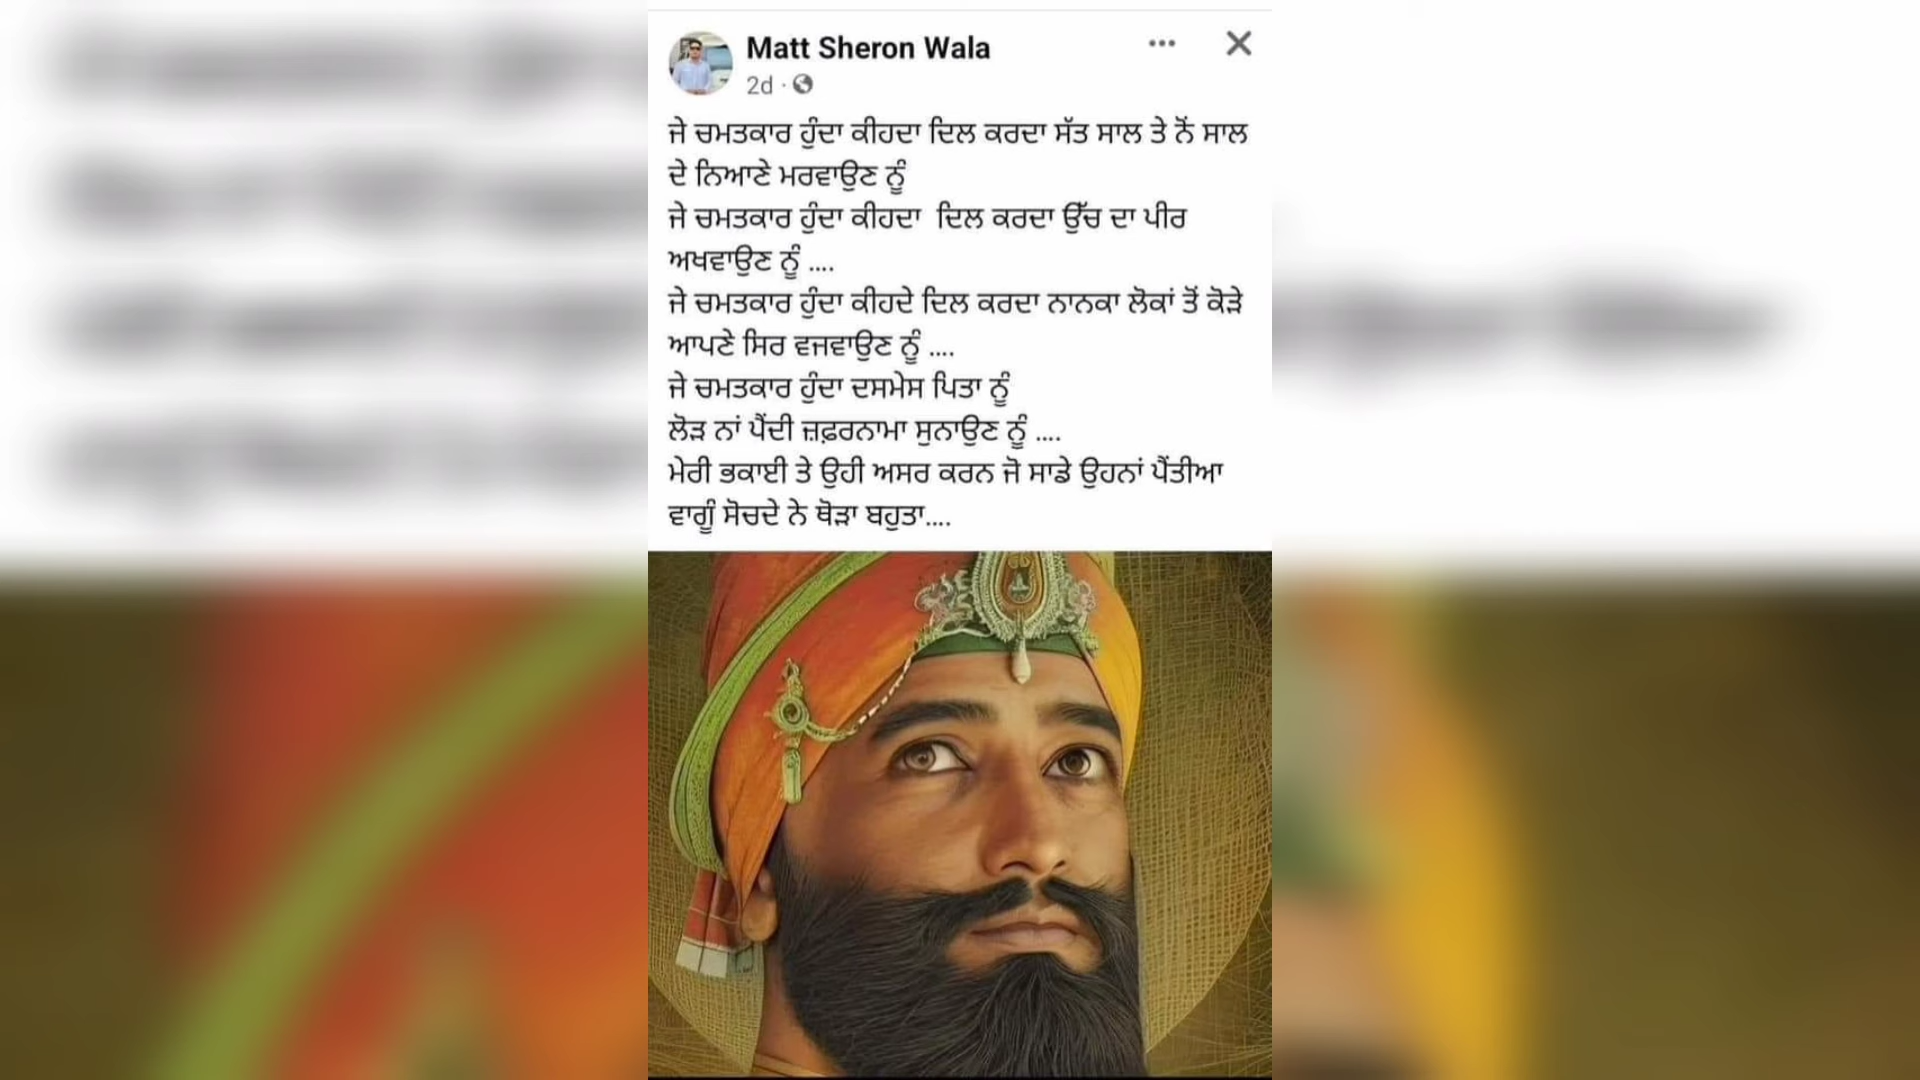 Matt Sheron Wala
2d ·
ਜੇ ਚਮਤਕਾਰ ਹੁੰਦਾ ਕੀਹਦਾ ਦਿਲ ਕਰਦਾ ਸੱਤ ਸਾਲ ਤੇ ਨੌਂ ਸਾਲ
ਦੇ ਨਿਆਣੇ ਮਰਵਾਉਣ ਨੂੰ
ਜੇ ਚਮਤਕਾਰ ਹੁੰਦਾ ਕੀਹਦਾ ਦਿਲ ਕਰਦਾ ਉੱਚ ਦਾ ਪੀਰ
ਅਖਵਾਉਣ ਨੂੰ ....
ਜੇ ਚਮਤਕਾਰ ਹੁੰਦਾ ਕੀਹਦੇ ਦਿਲ ਕਰਦਾ ਨਾਨਕਾ ਲੋਕਾਂ ਤੋਂ ਕੋੜੇ
ਆਪਣੇ ਸਿਰ ਵਜਵਾਉਣ ਨੂੰ ....
ਜੇ ਚਮਤਕਾਰ ਹੁੰਦਾ ਦਸਮੇਸ ਪਿਤਾ ਨੂੰ
ਲੋੜ ਨਾਂ ਪੈਂਦੀ ਜ਼ਫ਼ਰਨਾਮਾ ਸੁਨਾਉਣ ਨੂੰ ....
ਮੇਰੀ ਭਕਾਈ ਤੇ ਉਹੀ ਅਸਰ ਕਰਨ ਜੋ ਸਾਡੇ ਉਹਨਾਂ ਪੈਂਤੀਆ
ਵਾਗੂੰ ਸੋਚਦੇ ਨੇ ਥੋੜਾ ਬਹੁਤਾ....